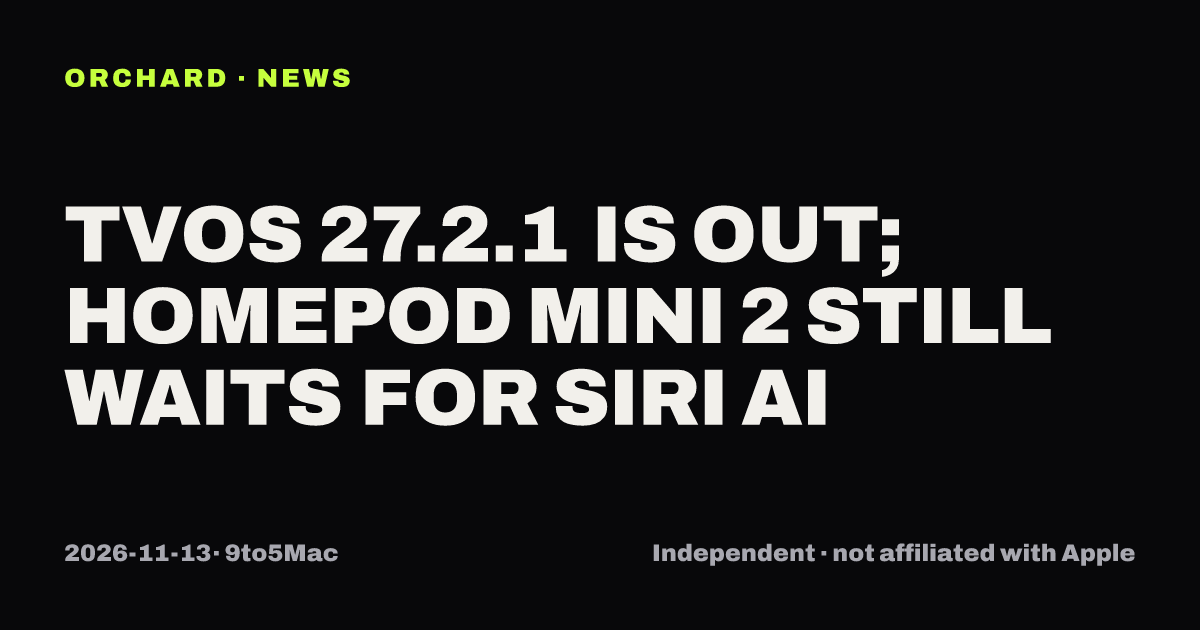 ORCHARD · NEWS
TVOS 27.2.1 IS OUT;
HOMEPOD MINI 2 STILL
WAITS FOR SIRI AI
2026-11-13 · 9to5Mac
Independent · not affiliated with Apple